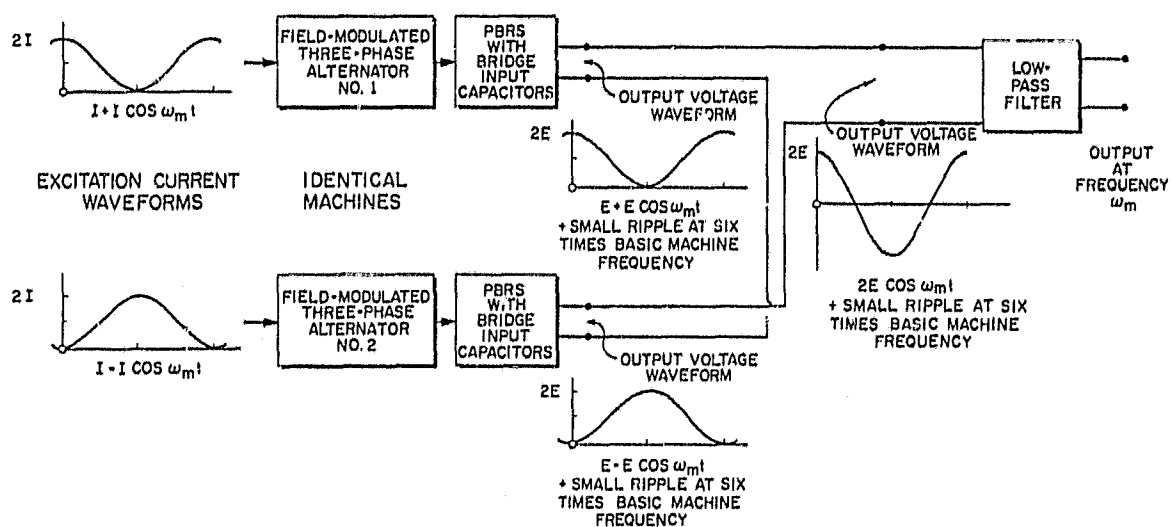 2I
I + I COS ωmt
EXCITATION CURRENT
WAVEFORMS
FIELD-MODULATED
THREE-PHASE
ALTERNATOR
NO. 1
IDENTICAL
MACHINES
PBRS
WITH
BRIDGE
INPUT
CAPACITORS
OUTPUT VOLTAGE
WAVEFORM
2E
E + E COS ωmt
+ SMALL RIPPLE AT SIX
TIMES BASIC MACHINE
FREQUENCY
OUTPUT VOLTAGE
WAVEFORM
2E
2E COS ωmt
+ SMALL RIPPLE AT SIX
TIMES BASIC MACHINE
FREQUENCY
LOW-
PASS
FILTER
OUTPUT
AT
FREQUENCY
ωm
2I
I - I COS ωmt
FIELD-MODULATED
THREE-PHASE
ALTERNATOR
NO. 2
PBRS
WITH
BRIDGE
INPUT
CAPACITORS
OUTPUT VOLTAGE
WAVEFORM
2E
E - E COS ωmt
+ SMALL RIPPLE AT SIX
TIMES BASIC MACHINE
FREQUENCY